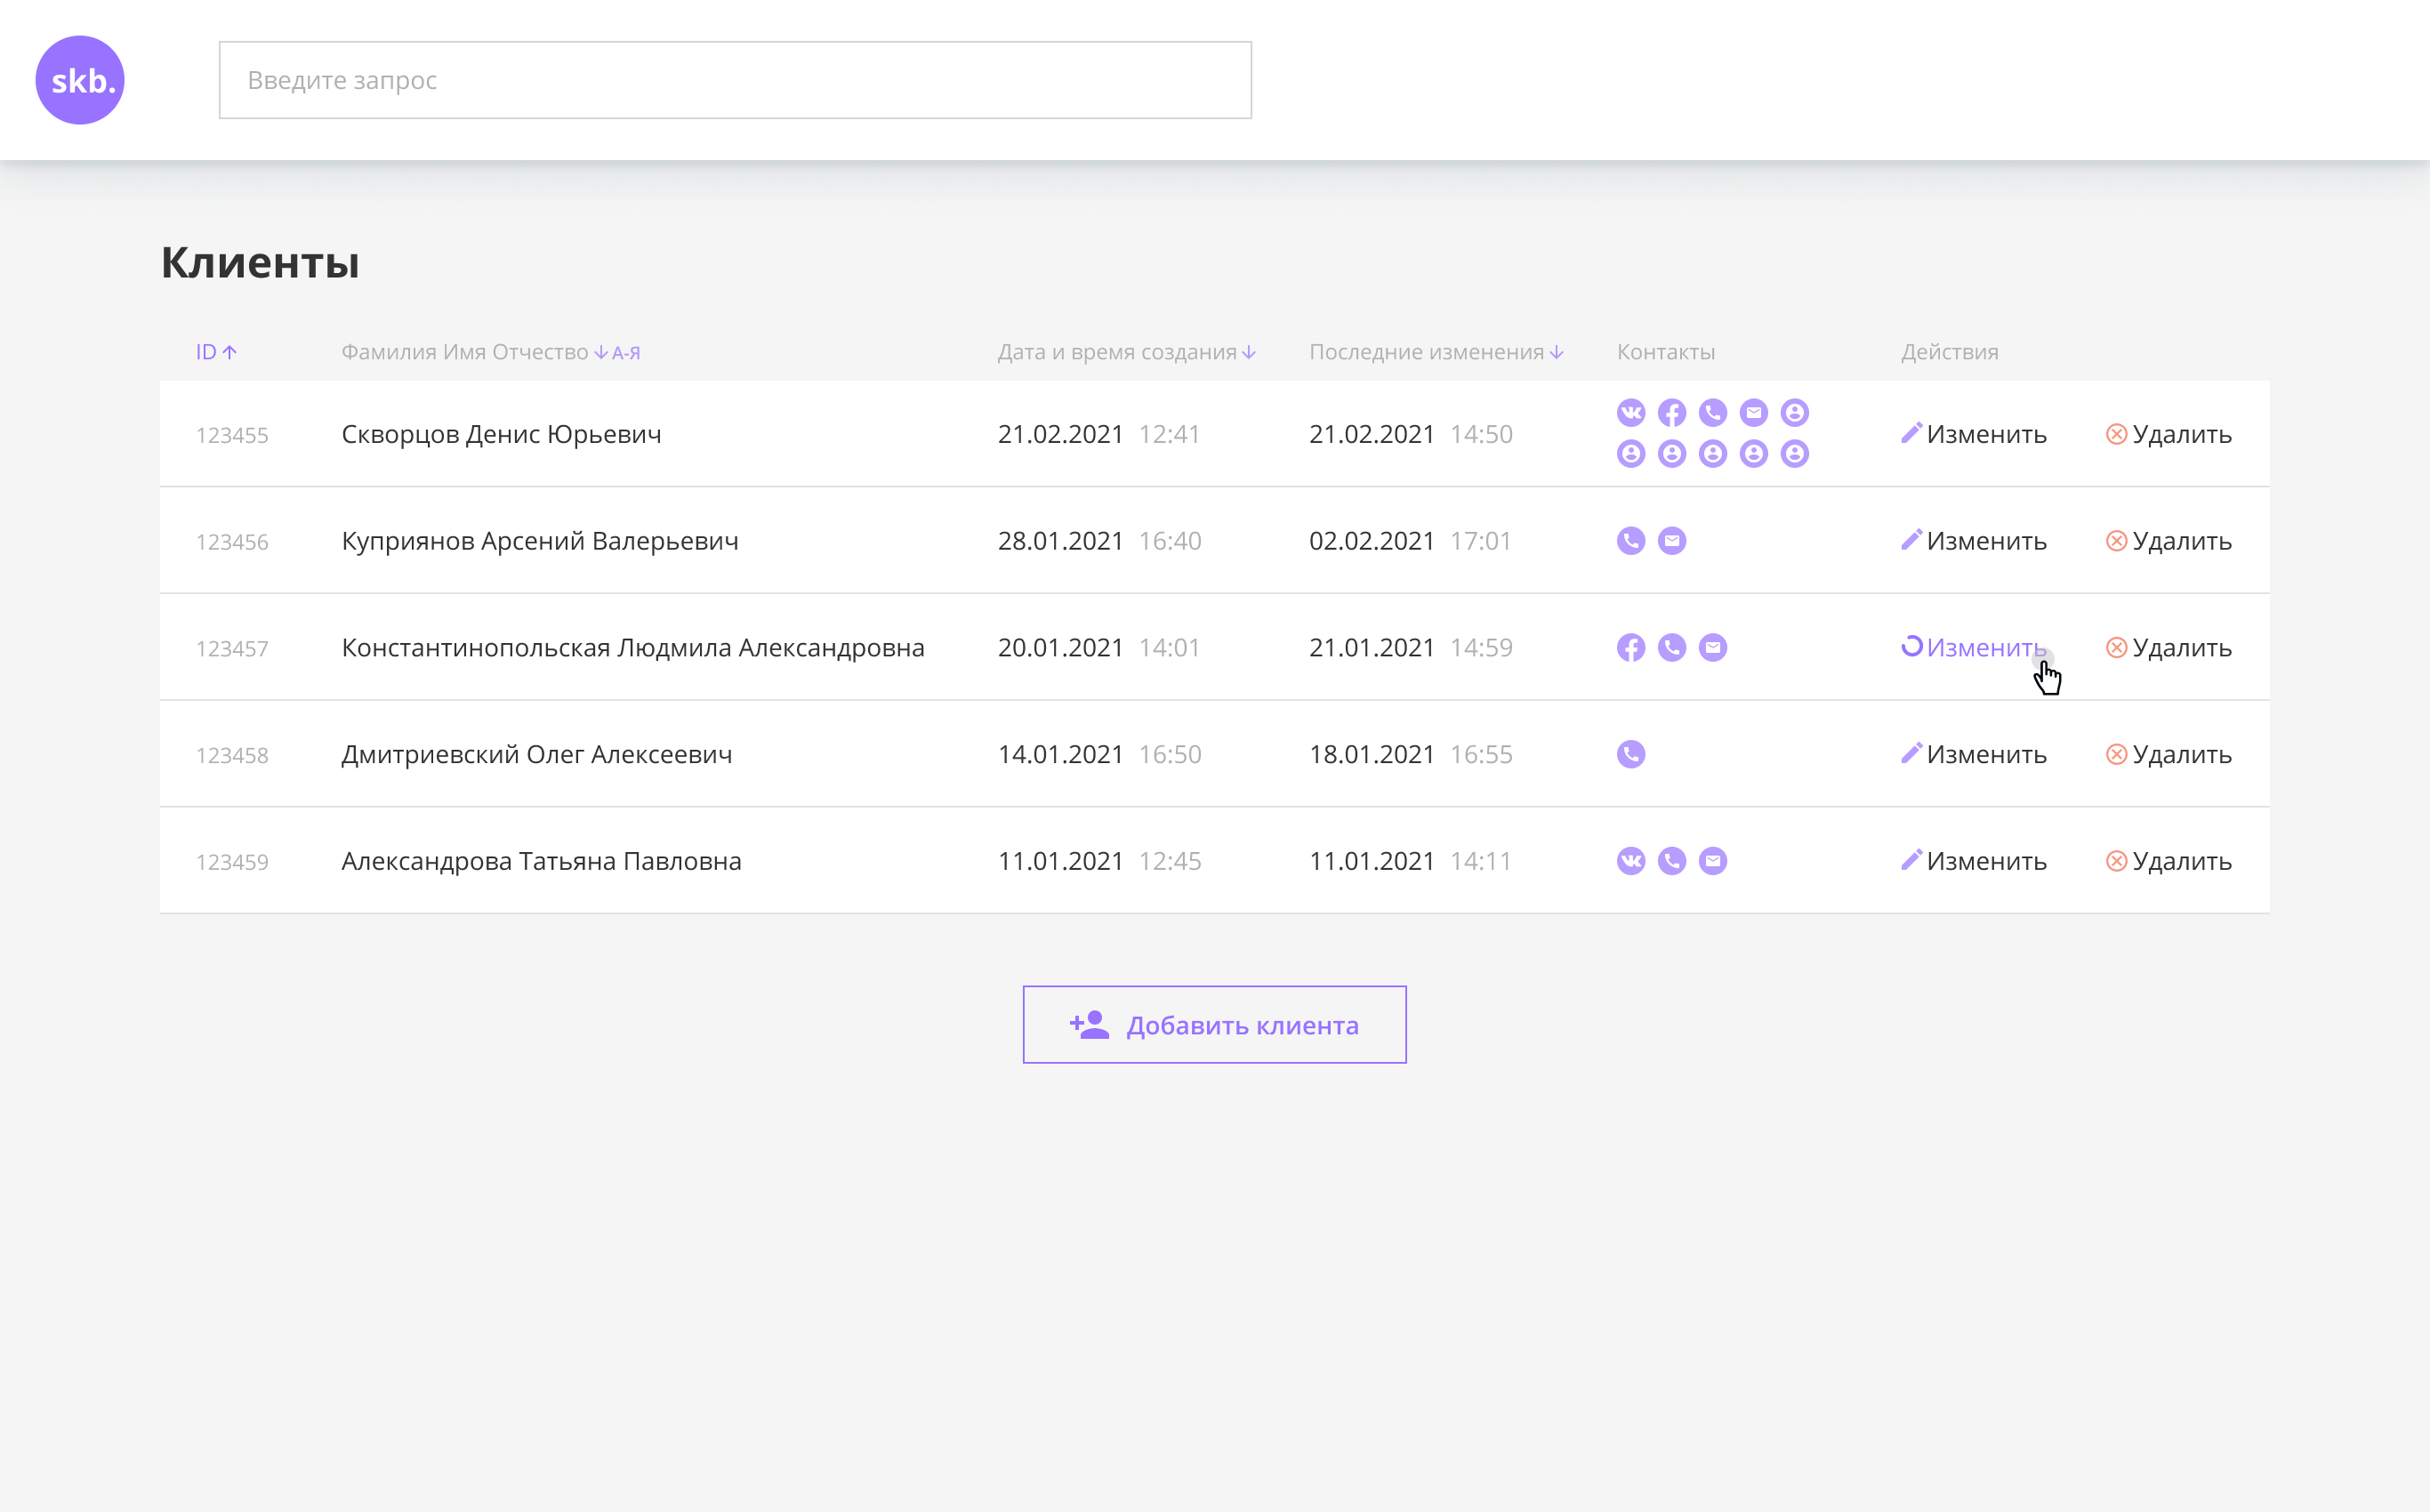 skb.
Введите запрос
Клиенты
ID Фамилия Имя Отчество А-Я Дата и время создания Последние изменения Контакты Действия
123455 Скворцов Денис Юрьевич 21.02.2021 12:41 21.02.2021 14:50 Изменить Удалить
123456 Куприянов Арсений Валерьевич 28.01.2021 16:40 02.02.2021 17:01 Изменить Удалить
123457 Константинопольская Людмила Александровна 20.01.2021 14:01 21.01.2021 14:59 Изменить Удалить
123458 Дмитриевский Олег Алексеевич 14.01.2021 16:50 18.01.2021 16:55 Изменить Удалить
123459 Александрова Татьяна Павловна 11.01.2021 12:45 11.01.2021 14:11 Изменить Удалить
Добавить клиента